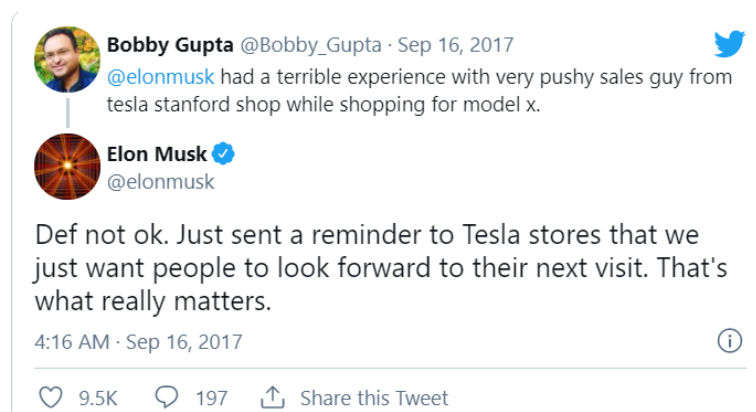 Bobby Gupta @Bobby_Gupta · Sep 16, 2017
@elonmusk had a terrible experience with very pushy sales guy from
tesla stanford shop while shopping for model x.
Elon Musk
@elonmusk
Def not ok. Just sent a reminder to Tesla stores that we
just want people to look forward to their next visit. That's
what really matters.
4:16 AM · Sep 16, 2017
9.5K 197 Share this Tweet